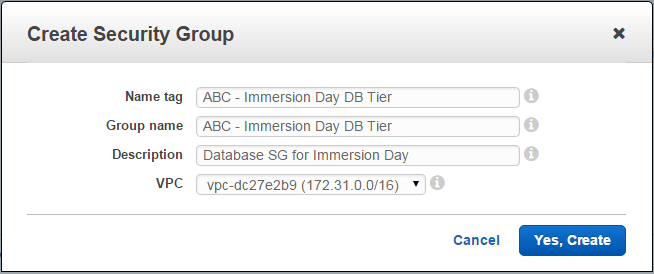 Create Security Group
Name tag ABC - Immersion Day DB Tier
Group name ABC - Immersion Day DB Tier
Description Database SG for Immersion Day
VPC vpc-dc27e2b9 (172.31.0.0/16)
Cancel Yes, Create